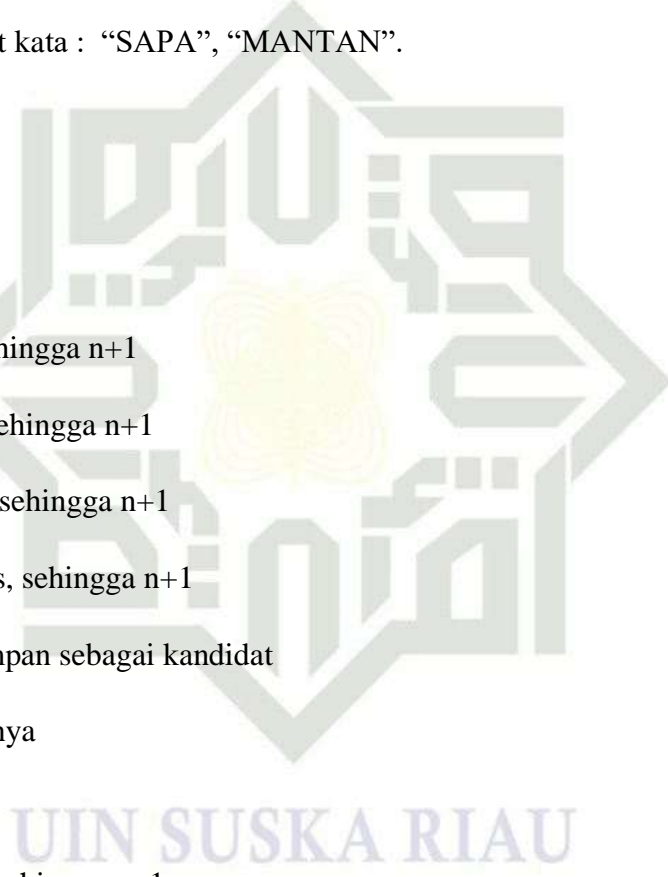 t kata : “SAPA”, “MANTAN”.
hingga n+1
ehingga n+1
sehingga n+1
s, sehingga n+1
npan sebagai kandidat
nya
UIN SUSKA RIAU